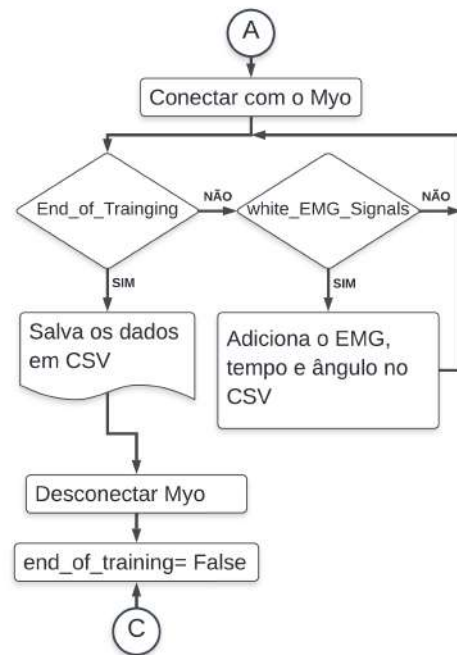 A
Conectar com o Myo
End_of_Trainging
NÃO
white_EMG_Signals
NÃO
SIM
SIM
Salva os dados
em CSV
Adiciona o EMG,
tempo e ângulo no
CSV
Desconectar Myo
end_of_training= False
C